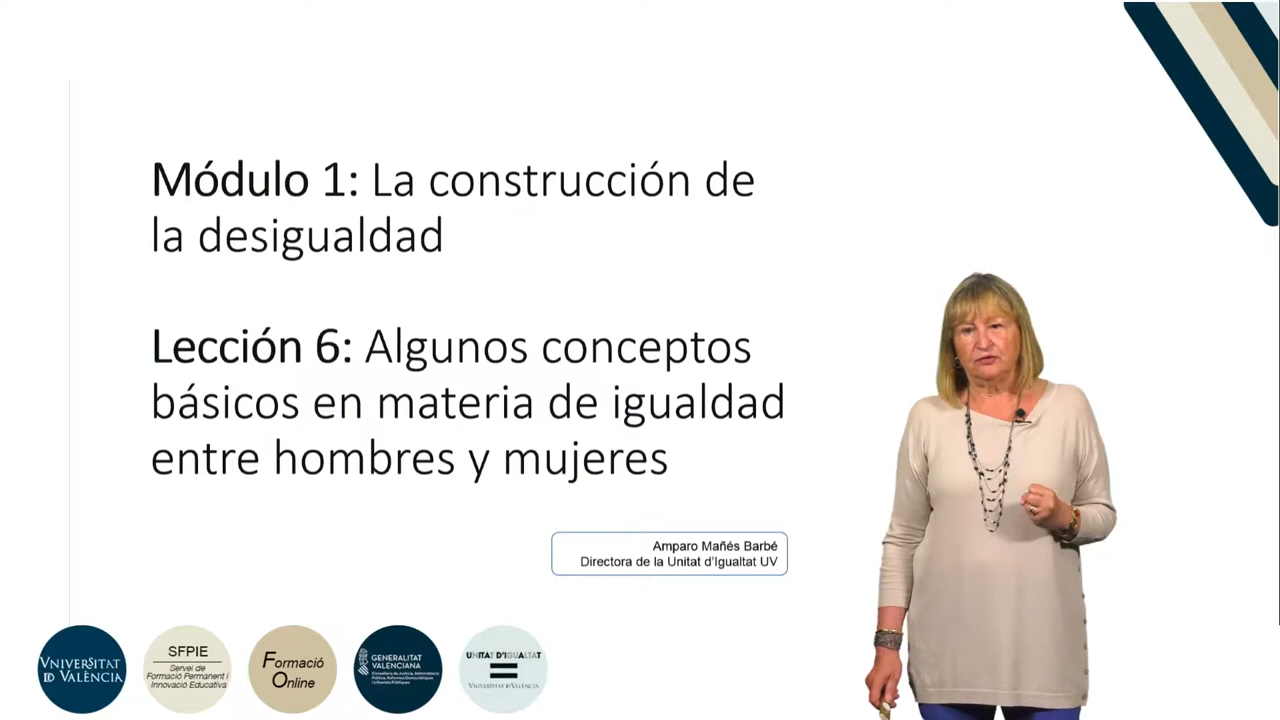 Módulo 1: La construcción de
la desigualdad
Lección 6: Algunos conceptos
básicos en materia de igualdad
entre hombres y mujeres
Amparo Mañés Barbé
Directora de la Unitat d'Igualtat UV
VNIVERSITAT
DE VALÈNCIA
SFPIE
Servei de
Formació Permanent i
Innovació Educativa
Formació
Online
GENERALITAT
VALENCIANA
UNITAT D'IGUALTAT
VNIVERSITAT DE VALÈNCIA